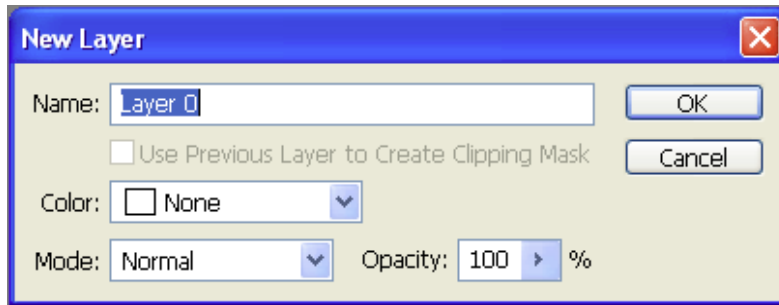 New Layer
Name: Layer 0
OK
Use Previous Layer to Create Clipping Mask
Cancel
Color: None
Mode: Normal Opacity: 100 %